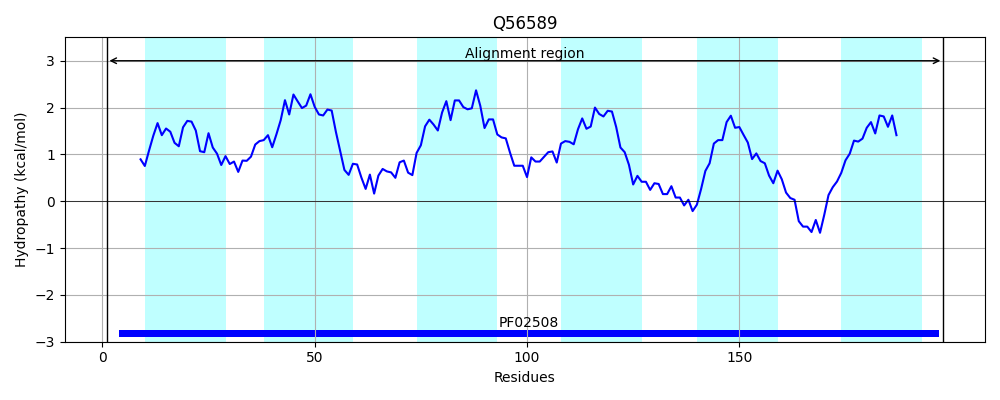 Q56589
Alignment region
Hydropathy (kcal/mol)
3
2
1
0
−1
−2
−3
PF02508
0 50 100 150
Residues